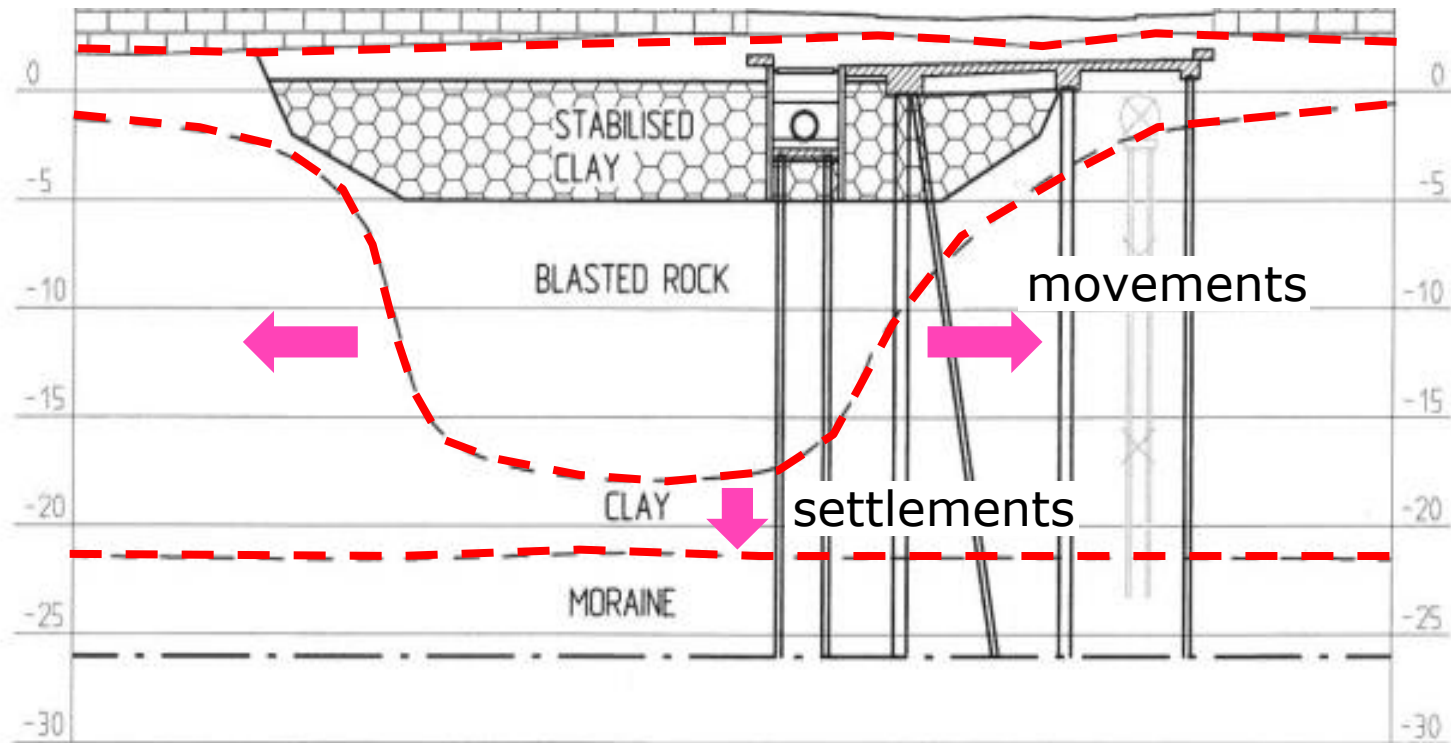 0
0
STABILISED
CLAY
-5
-5
BLASTED ROCK
movements
-10
-10
-15
-15
CLAY
settlements
-20
-20
MORAINE
-25
-25
-30
-30